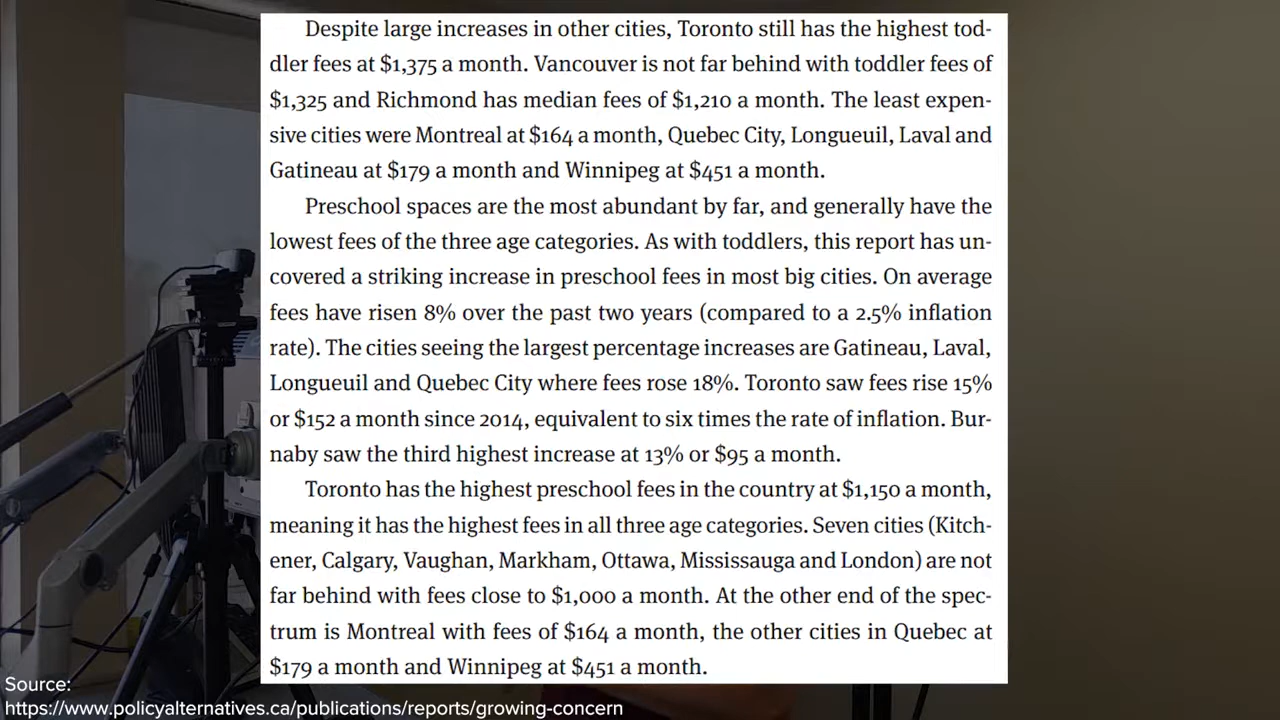 Despite large increases in other cities, Toronto still has the highest tod-
dler fees at $1,375 a month. Vancouver is not far behind with toddler fees of
$1,325 and Richmond has median fees of $1,210 a month. The least expen-
sive cities were Montreal at $164 a month, Quebec City, Longueuil, Laval and
Gatineau at $179 a month and Winnipeg at $451 a month.
Preschool spaces are the most abundant by far, and generally have the
lowest fees of the three age categories. As with toddlers, this report has un-
covered a striking increase in preschool fees in most big cities. On average
fees have risen 8% over the past two years (compared to a 2.5% inflation
rate). The cities seeing the largest percentage increases are Gatineau, Laval,
Longueuil and Quebec City where fees rose 18%. Toronto saw fees rise 15%
or $152 a month since 2014, equivalent to six times the rate of inflation. Bur-
naby saw the third highest increase at 13% or $95 a month.
Toronto has the highest preschool fees in the country at $1,150 a month,
meaning it has the highest fees in all three age categories. Seven cities (Kitch-
ener, Calgary, Vaughan, Markham, Ottawa, Mississauga and London) are not
far behind with fees close to $1,000 a month. At the other end of the spec-
trum is Montreal with fees of $164 a month, the other cities in Quebec at
$179 a month and Winnipeg at $451 a month.
Source:
https://www.policyalternatives.ca/publications/reports/growing-concern